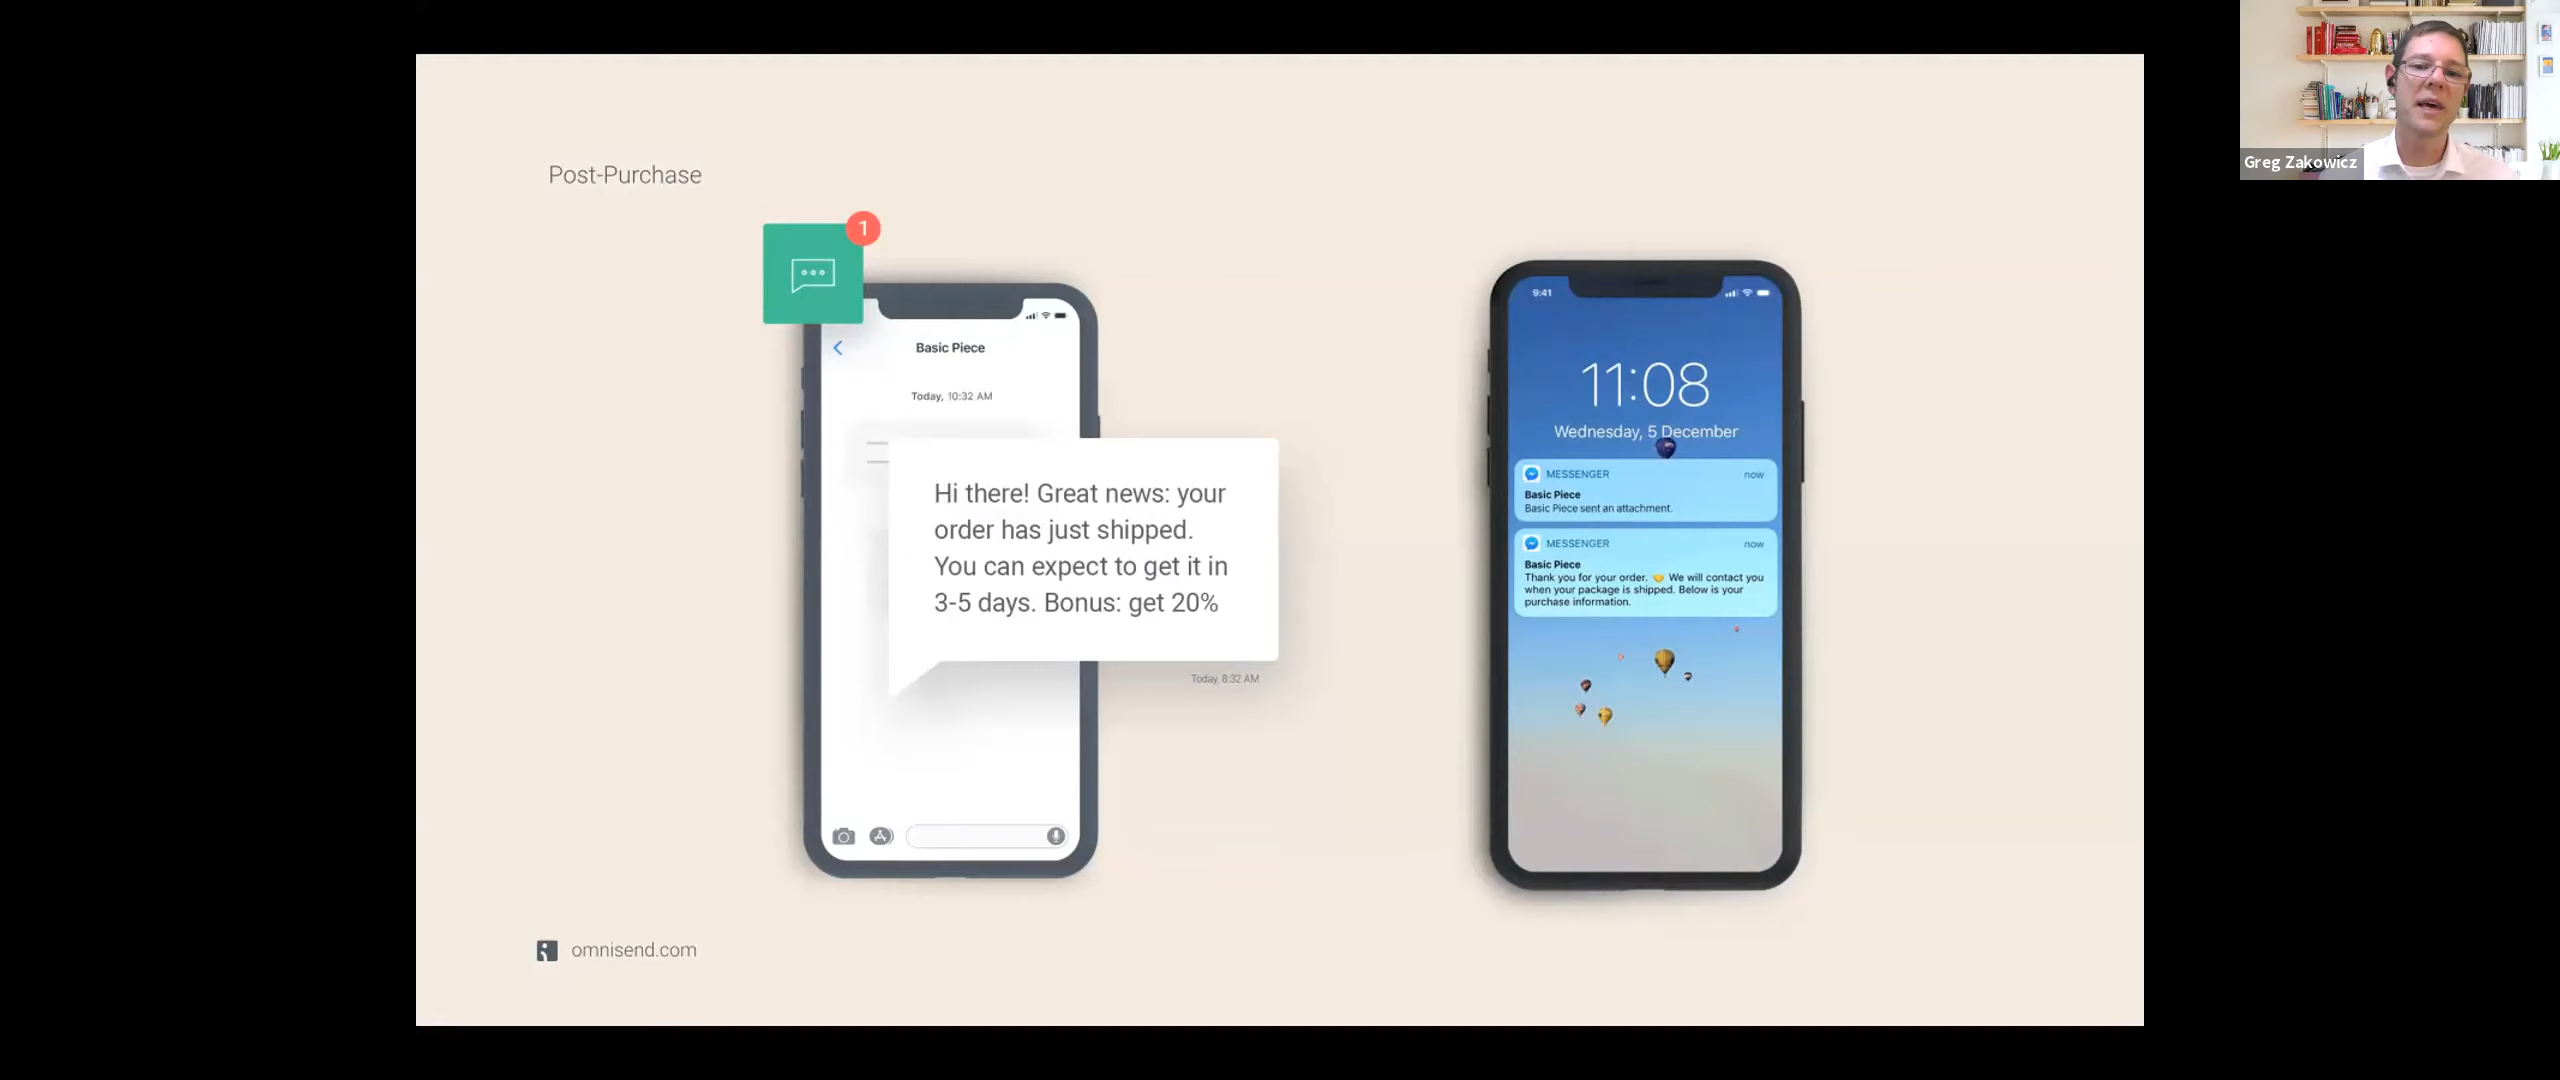 Post-Purchase
1
Basic Piece
Today, 10:32 AM
Hi there! Great news: your
order has just shipped.
You can expect to get it in
3-5 days. Bonus: get 20%
Today, 8:32 AM
9:41
11:08
Wednesday, 5 December
MESSENGER now
Basic Piece
Basic Piece sent an attachment.
MESSENGER now
Basic Piece
Thank you for your order. 🤝 We will contact you
when your package is shipped. Below is your
purchase information.
omnisend.com
Greg Zakowicz